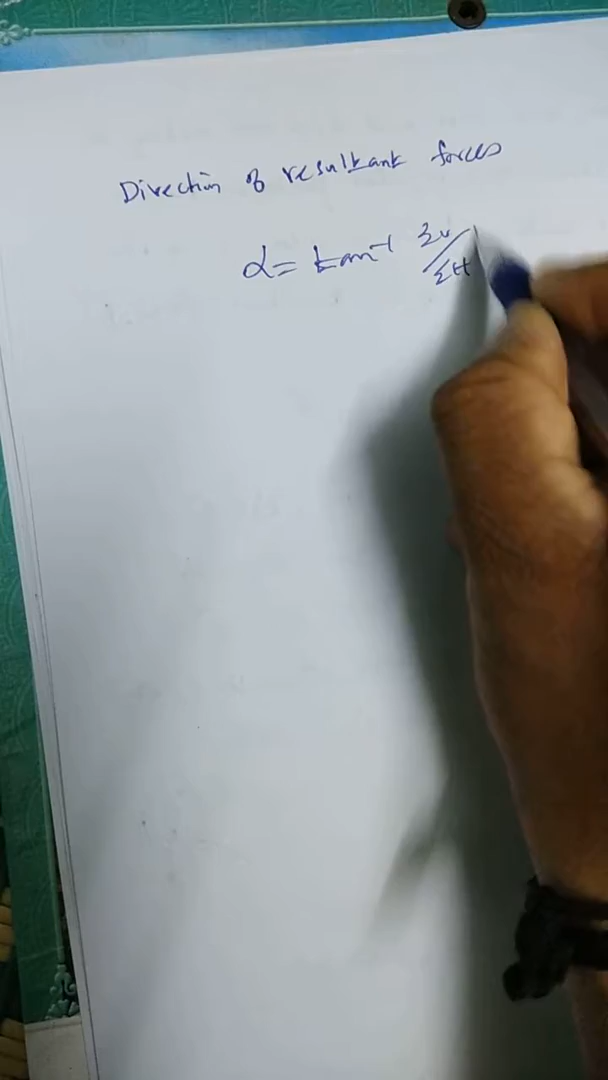 Direction of resultant forces
α = tan⁻¹ Σv/ΣH